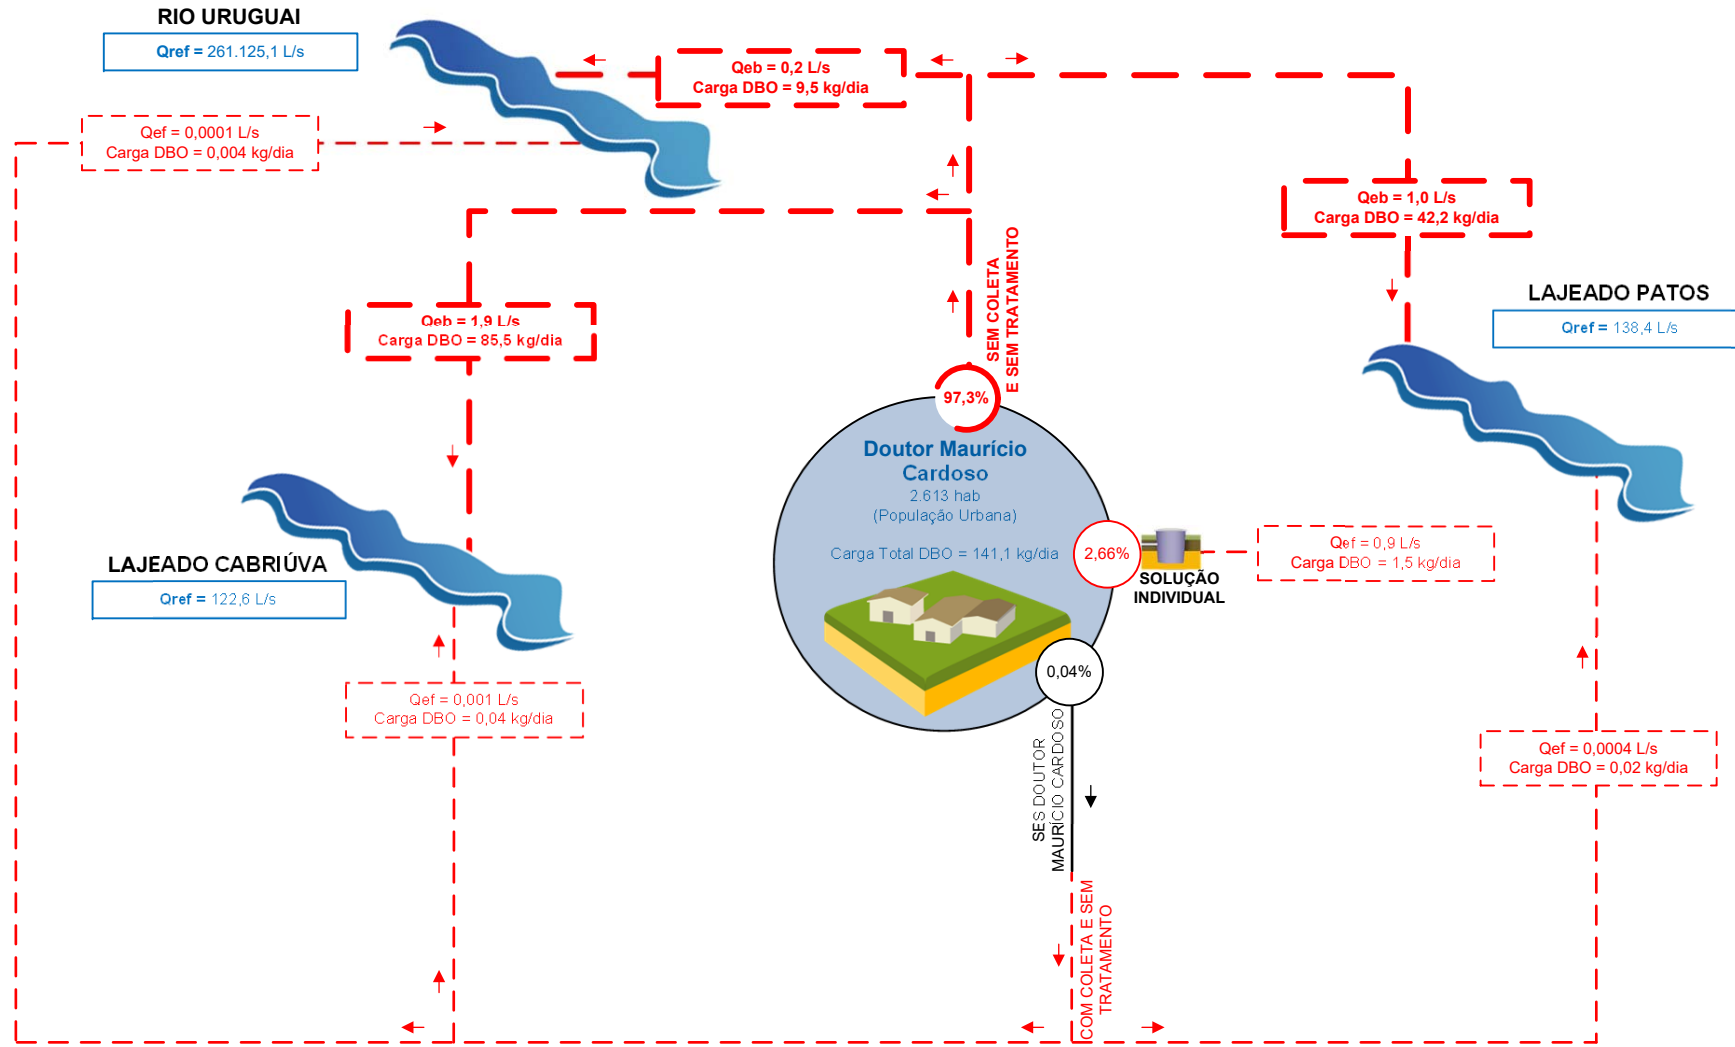 RIO URUGUAI
Qref = 261.125,1 L/s
Qeb = 0,2 L/s
Carga DBO = 9,5 kg/dia
Qef = 0,0001 L/s
Carga DBO = 0,004 kg/dia
Qeb = 1,0 L/s
Carga DBO = 42,2 kg/dia
SEM COLETA
E SEM TRATAMENTO
LAJEADO PATOS
Qref = 138,4 L/s
Qeb = 1,9 L/s
Carga DBO = 85,5 kg/dia
97,3%
Doutor Maurício
Cardoso
2.613 hab
(População Urbana)
Carga Total DBO = 141,1 kg/dia
2,66%
SOLUÇÃO
INDIVIDUAL
Qef = 0,9 L/s
Carga DBO = 1,5 kg/dia
LAJEADO CABRIÚVA
Qref = 122,6 L/s
0,04%
Qef = 0,001 L/s
Carga DBO = 0,04 kg/dia
SES DOUTOR
MAURÍCIO CARDOSO
Qef = 0,0004 L/s
Carga DBO = 0,02 kg/dia
COM COLETA E SEM
TRATAMENTO